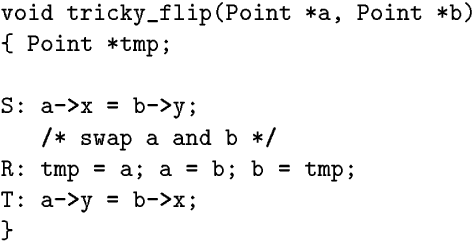 void tricky_flip(Point *a, Point *b)
{ Point *tmp;
S: a->x = b->y;
/* swap a and b */
R: tmp = a; a = b; b = tmp;
T: a->y = b->x;
}